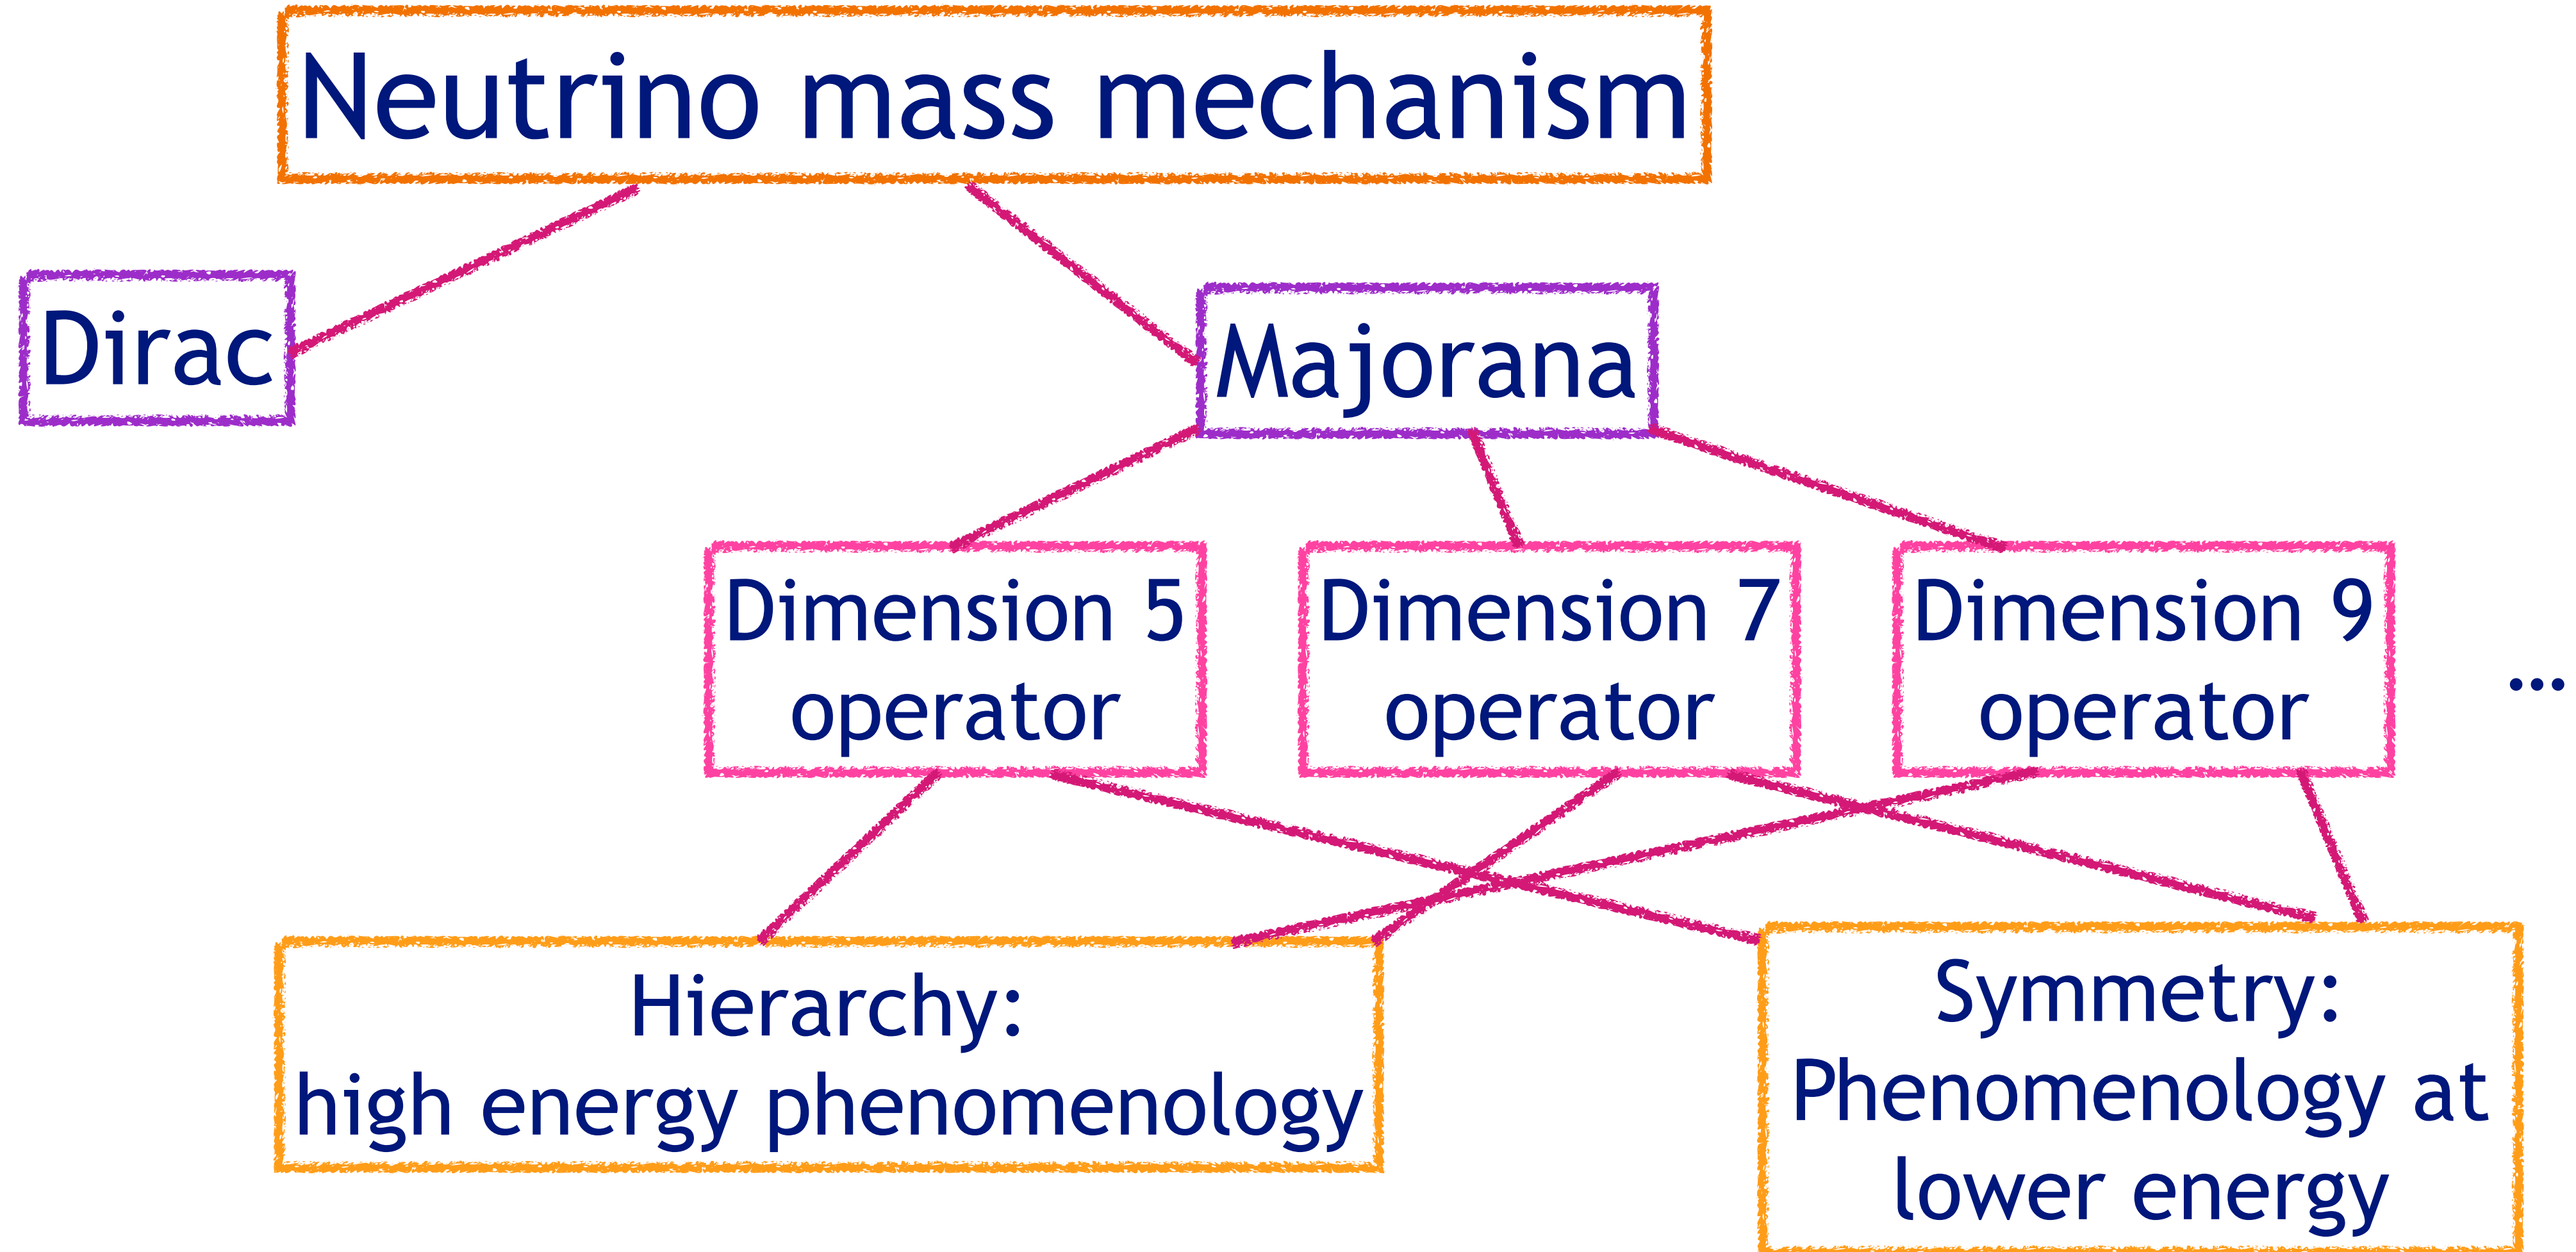 Neutrino mass mechanism
Dirac
Majorana
Dimension 5
operator
Dimension 7
operator
Dimension 9
operator
...
Hierarchy:
high energy phenomenology
Symmetry:
Phenomenology at
lower energy